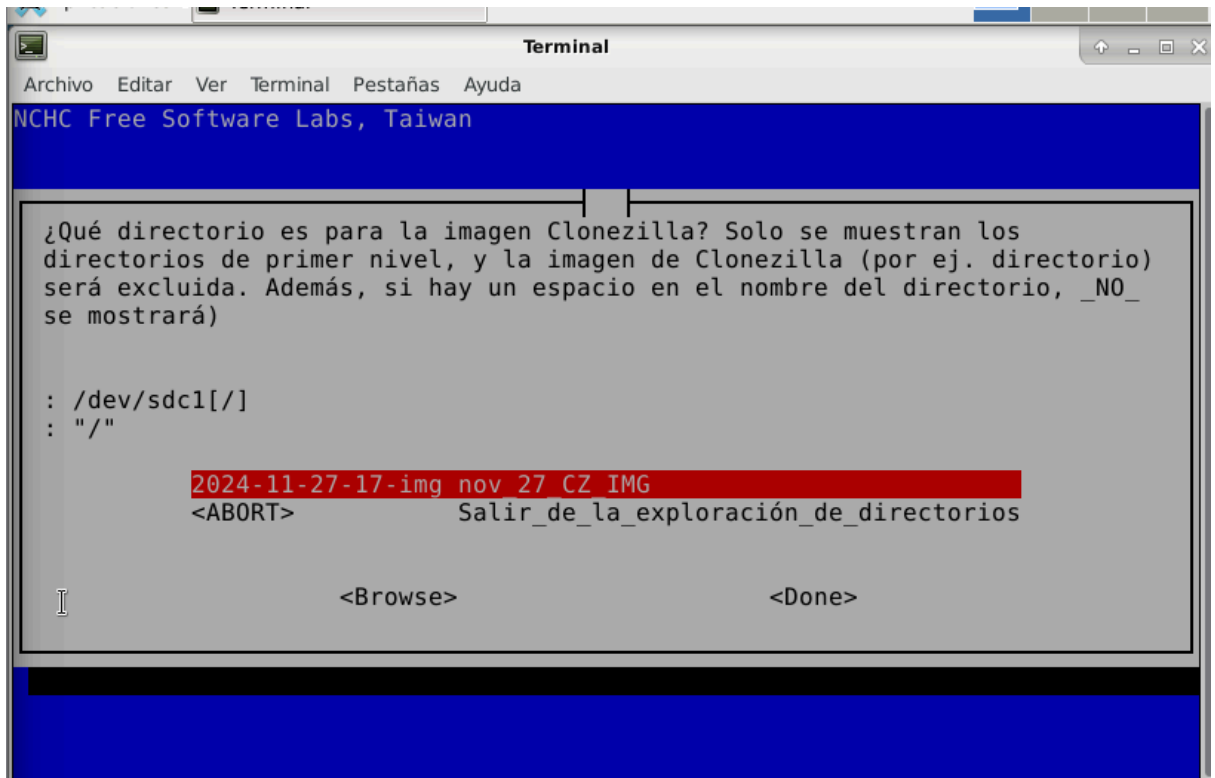 Terminal
Archivo Editar Ver Terminal Pestañas Ayuda
NCHC Free Software Labs, Taiwan
¿Qué directorio es para la imagen Clonezilla? Solo se muestran los
directorios de primer nivel, y la imagen de Clonezilla (por ej. directorio)
será excluida. Además, si hay un espacio en el nombre del directorio, _NO_
se mostrará)
: /dev/sdc1[/]
: "/"
2024-11-27-17-img nov_27_CZ_IMG
<ABORT> Salir_de_la_exploración_de_directorios
<Browse> <Done>